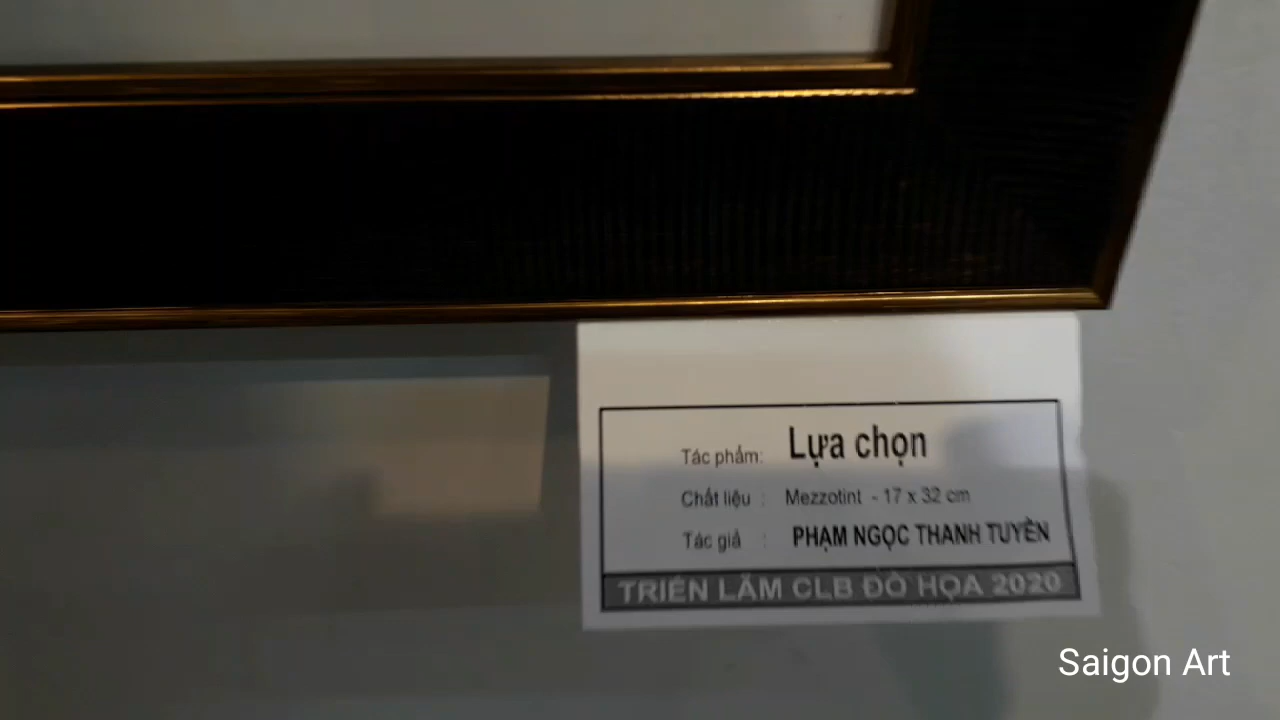 Tác phẩm: Lựa chọn
Chất liệu : Mezzotint - 17 x 32 cm
Tác giả : PHẠM NGỌC THANH TUYỀN
TRIỂN LÃM CLB ĐỒ HỌA 2020
Saigon Art